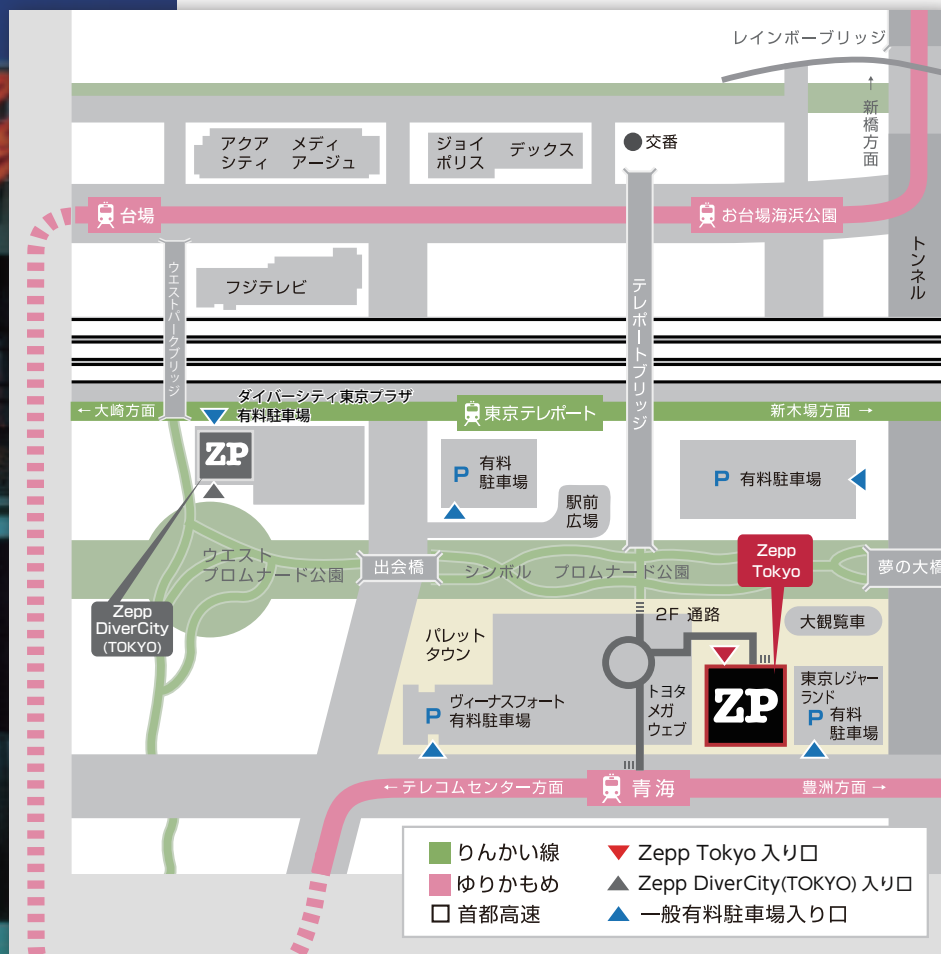 レインボーブリッジ
↑
新橋方面
アクア
シティ
メディ
アージュ
ジョイ
ポリス
デックス
交番
台場
お台場海浜公園
トンネル
ウエストパークブリッジ
フジテレビ
テレポートブリッジ
ダイバーシティ東京プラザ
有料駐車場
←大崎方面
東京テレポート
新木場方面 →
ZP
P 有料
駐車場
駅前
広場
P 有料駐車場
ウエスト
プロムナード公園
出会橋
シンボル プロムナード公園
Zepp
Tokyo
夢の大橋
Zepp
DiverCity
(TOKYO)
2F 通路
大観覧車
パレット
タウン
P ヴィーナスフォート
有料駐車場
トヨタ
メガ
ウェブ
ZP
東京レジャー
ランド
P 有料
駐車場
←テレコムセンター方面
青海
豊洲方面 →
りんかい線
ゆりかもめ
首都高速
Zepp Tokyo 入り口
Zepp DiverCity(TOKYO) 入り口
一般有料駐車場入り口